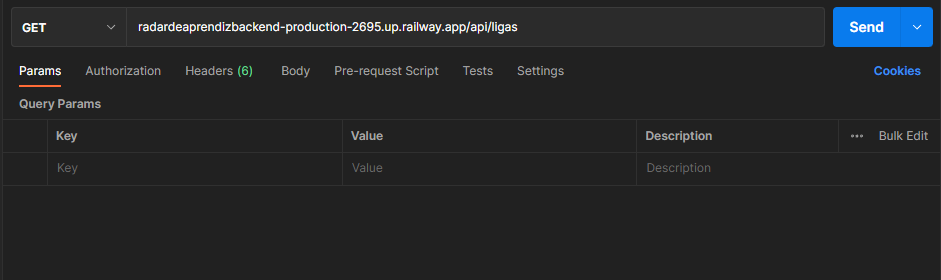 GET radardeaprendizbackend-production-2695.up.railway.app/api/ligas Send
Params Authorization Headers (6) Body Pre-request Script Tests Settings Cookies
Query Params
Key Value Description ••• Bulk Edit
Key Value Description